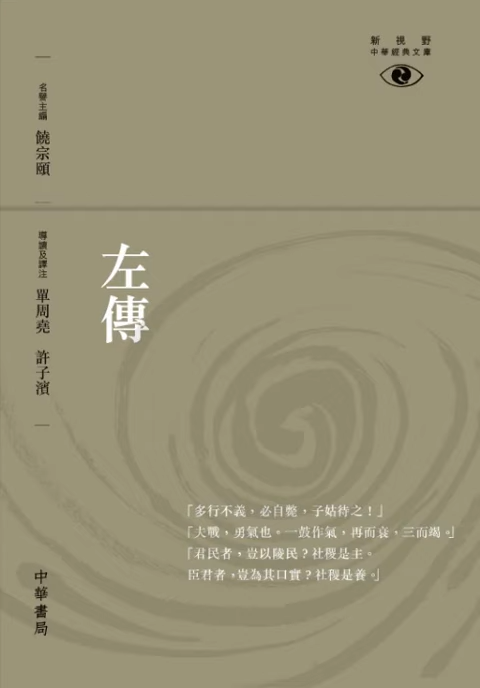 新視野
中華經典文庫
名譽主編
饒宗頤
導讀及譯注
單周堯 許子濱
左傳
「多行不義，必自斃，子姑待之！」
「夫戰，勇氣也。一鼓作氣，再而衰，三而竭。」
「君民者，豈以陵民？社稷是主。
臣君者，豈為其口實？社稷是養。」
中華書局